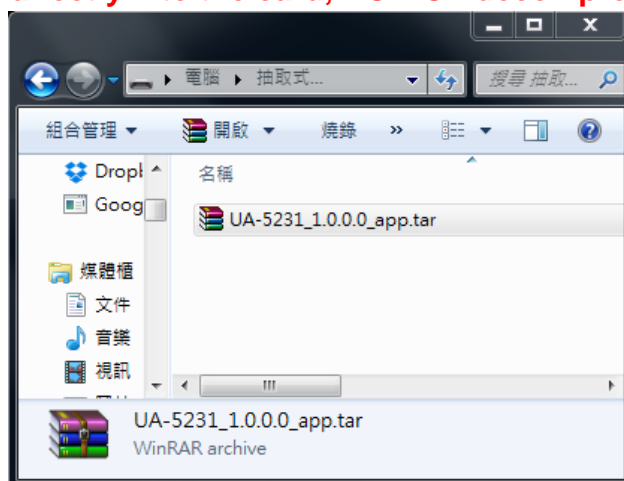 電腦 ▸ 抽取式... 搜尋 抽取...
組合管理 ▼ 開啟 ▼ 燒錄 »
Dropl
Goog
名稱
UA-5231_1.0.0.0_app.tar
媒體櫃
文件
音樂
視訊
UA-5231_1.0.0.0_app.tar
WinRAR archive